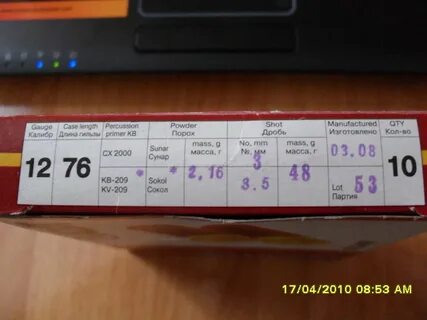 Gauge Case length Percussion Powder Shot Manufactured QTY
Калибр Длина гильзы primer KB Порох Дробь Изготовлено Кол-во
CX 2000 Sunar mass, g No, mm mass, g 03.08
Сунар масса, г №, мм масса, г
12 76 * * 2,16 3 48 10
KB-209 Sokol 3.5 Lot 53
KV-209 Сокол Партия
17/04/2010 08:53 AM